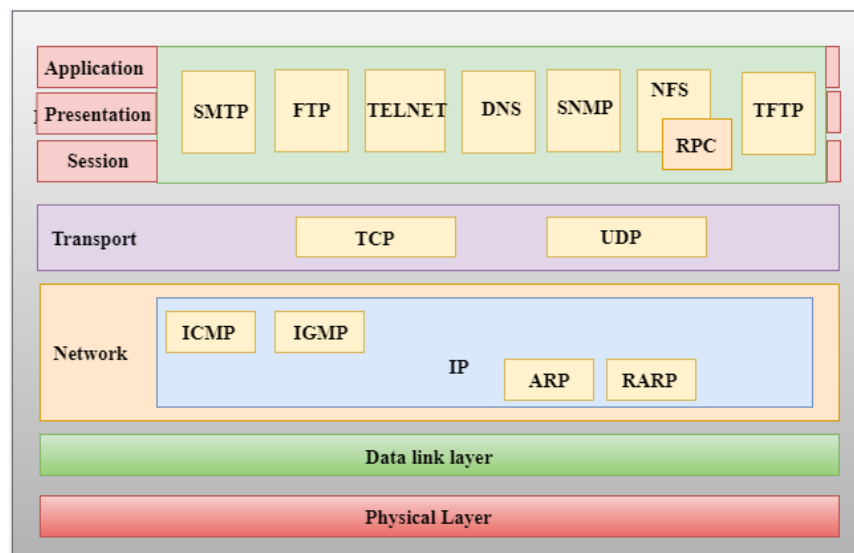 Application
Presentation
Session
SMTP
FTP
TELNET
DNS
SNMP
NFS
RPC
TFTP
Transport
TCP
UDP
Network
ICMP
IGMP
IP
ARP
RARP
Data link layer
Physical Layer